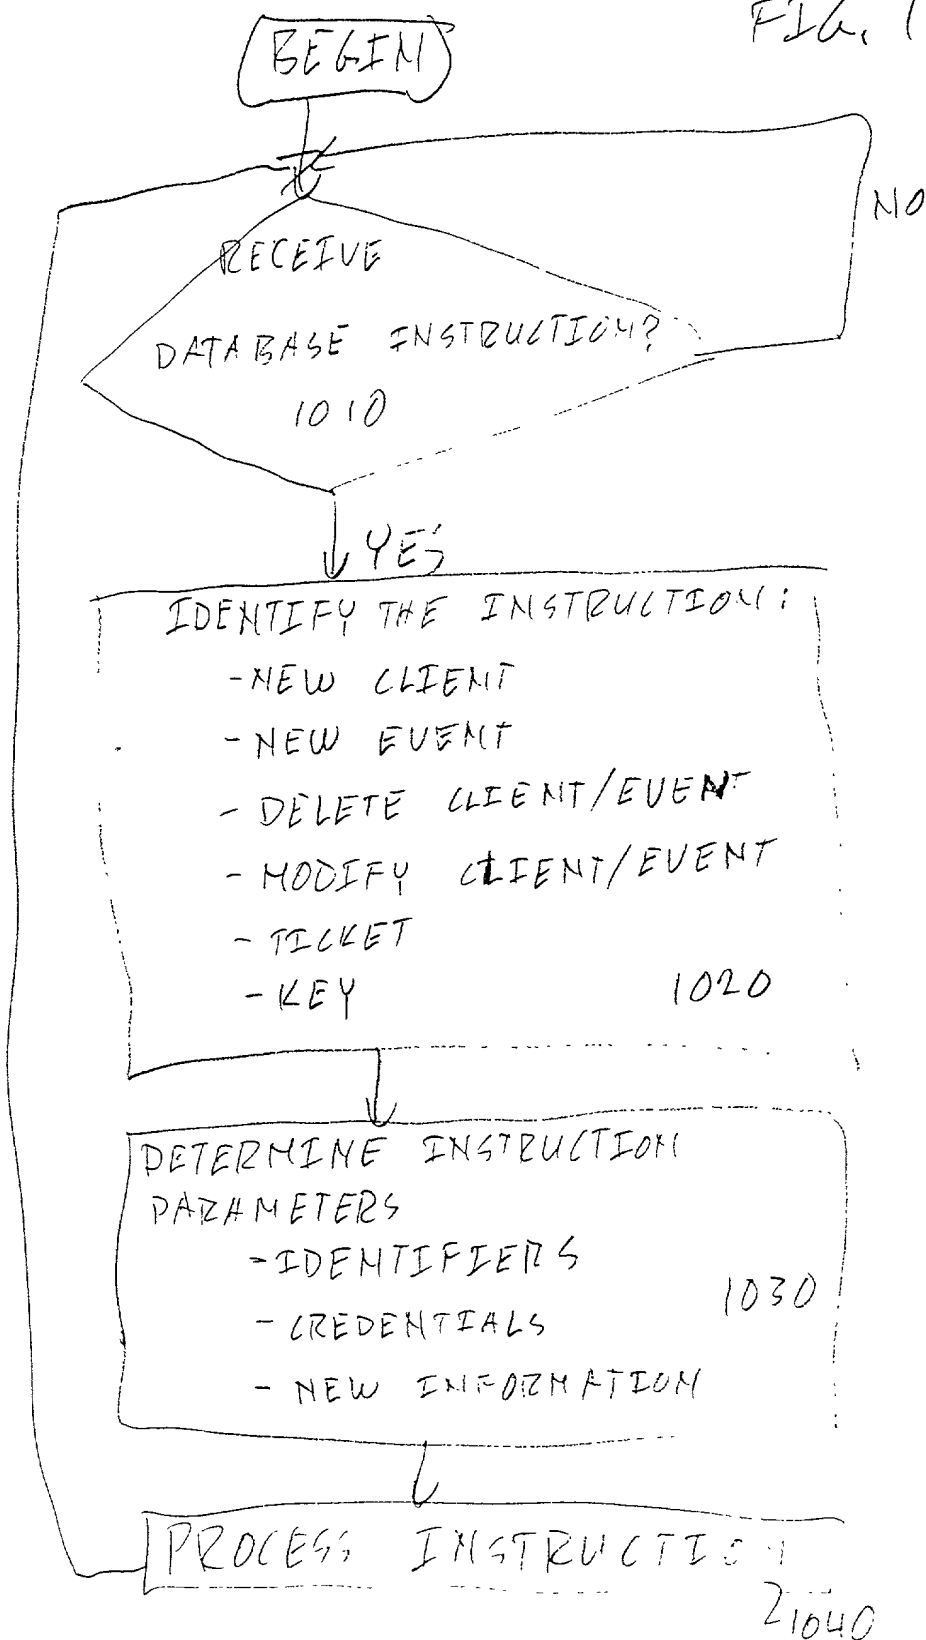 FIG. 1
BEGIN
NO
RECEIVE
DATABASE INSTRUCTION?
1010
YES
IDENTIFY THE INSTRUCTION:
- NEW CLIENT
- NEW EVENT
- DELETE CLIENT/EVENT
- MODIFY CLIENT/EVENT
- TICKET
- KEY 1020
DETERMINE INSTRUCTION
PARAMETERS
- IDENTIFIERS
1030
- CREDENTIALS
- NEW INFORMATION
PROCESS INSTRUCTION
1040